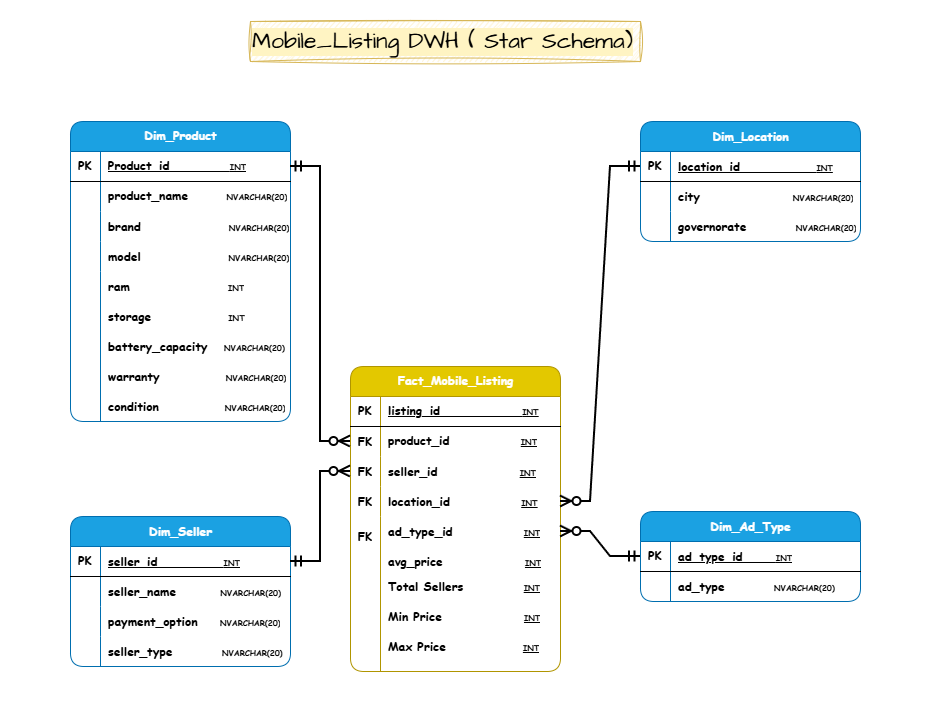 Mobile_Listing DWH ( Star Schema)
Dim_Product
PK Product_id INT
product_name NVARCHAR(20)
brand NVARCHAR(20)
model NVARCHAR(20)
ram INT
storage INT
battery_capacity NVARCHAR(20)
warranty NVARCHAR(20)
condition NVARCHAR(20)
Dim_Location
PK location_id INT
city NVARCHAR(20)
governorate NVARCHAR(20)
Fact_Mobile_Listing
PK listing_id INT
FK product_id INT
FK seller_id INT
FK location_id INT
FK ad_type_id INT
avg_price INT
Total Sellers INT
Min Price INT
Max Price INT
Dim_Seller
PK seller_id INT
seller_name NVARCHAR(20)
payment_option NVARCHAR(20)
seller_type NVARCHAR(20)
Dim_Ad_Type
PK ad_type_id INT
ad_type NVARCHAR(20)